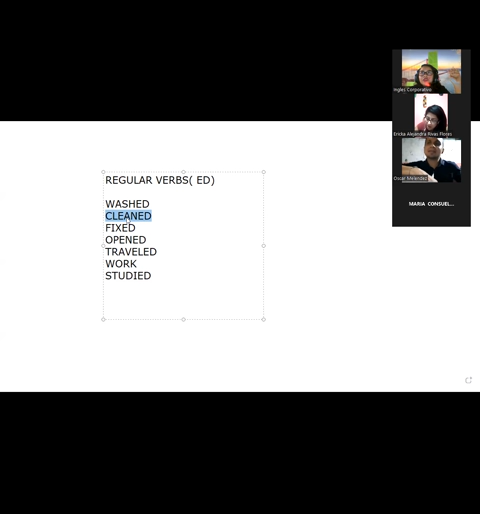 REGULAR VERBS( ED)
WASHED
CLEANED
FIXED
OPENED
TRAVELED
WORK
STUDIED
Ingles Corporativo
Ericka Alejandra Rivas Flores
Oscar Melendez
MARIA CONSUEL...